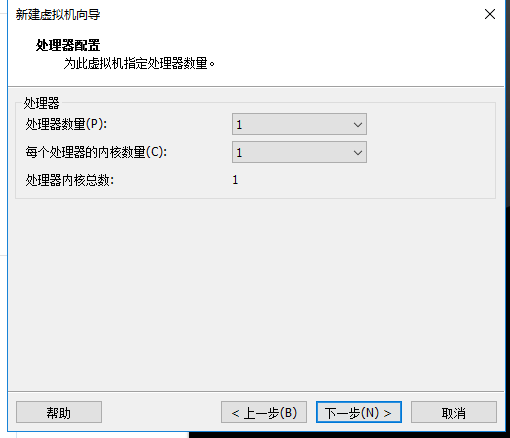 新建虚拟机向导
处理器配置
为此虚拟机指定处理器数量。
处理器
处理器数量(P): 1
每个处理器的内核数量(C): 1
处理器内核总数: 1
帮助 < 上一步(B) 下一步(N) > 取消